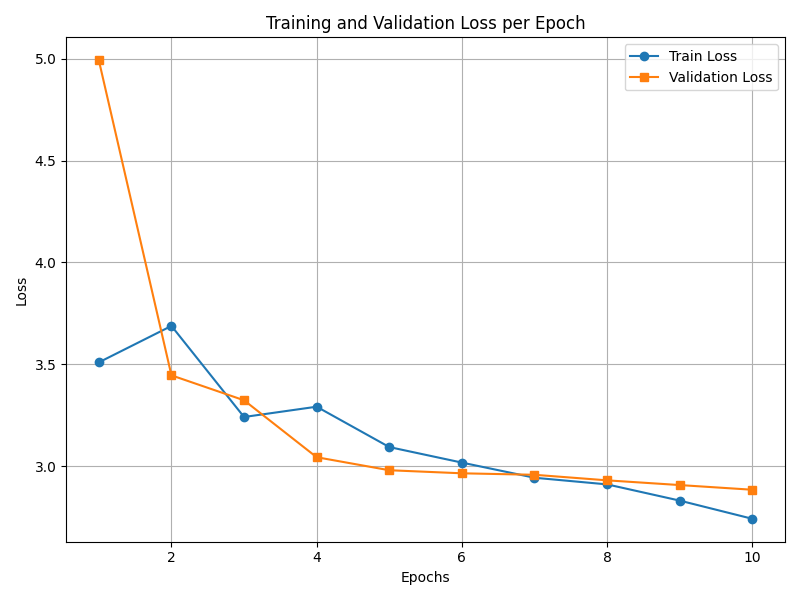 Training and Validation Loss per Epoch
Train Loss
Validation Loss
5.0
4.5
4.0
3.5
3.0
Loss
2 4 6 8 10
Epochs